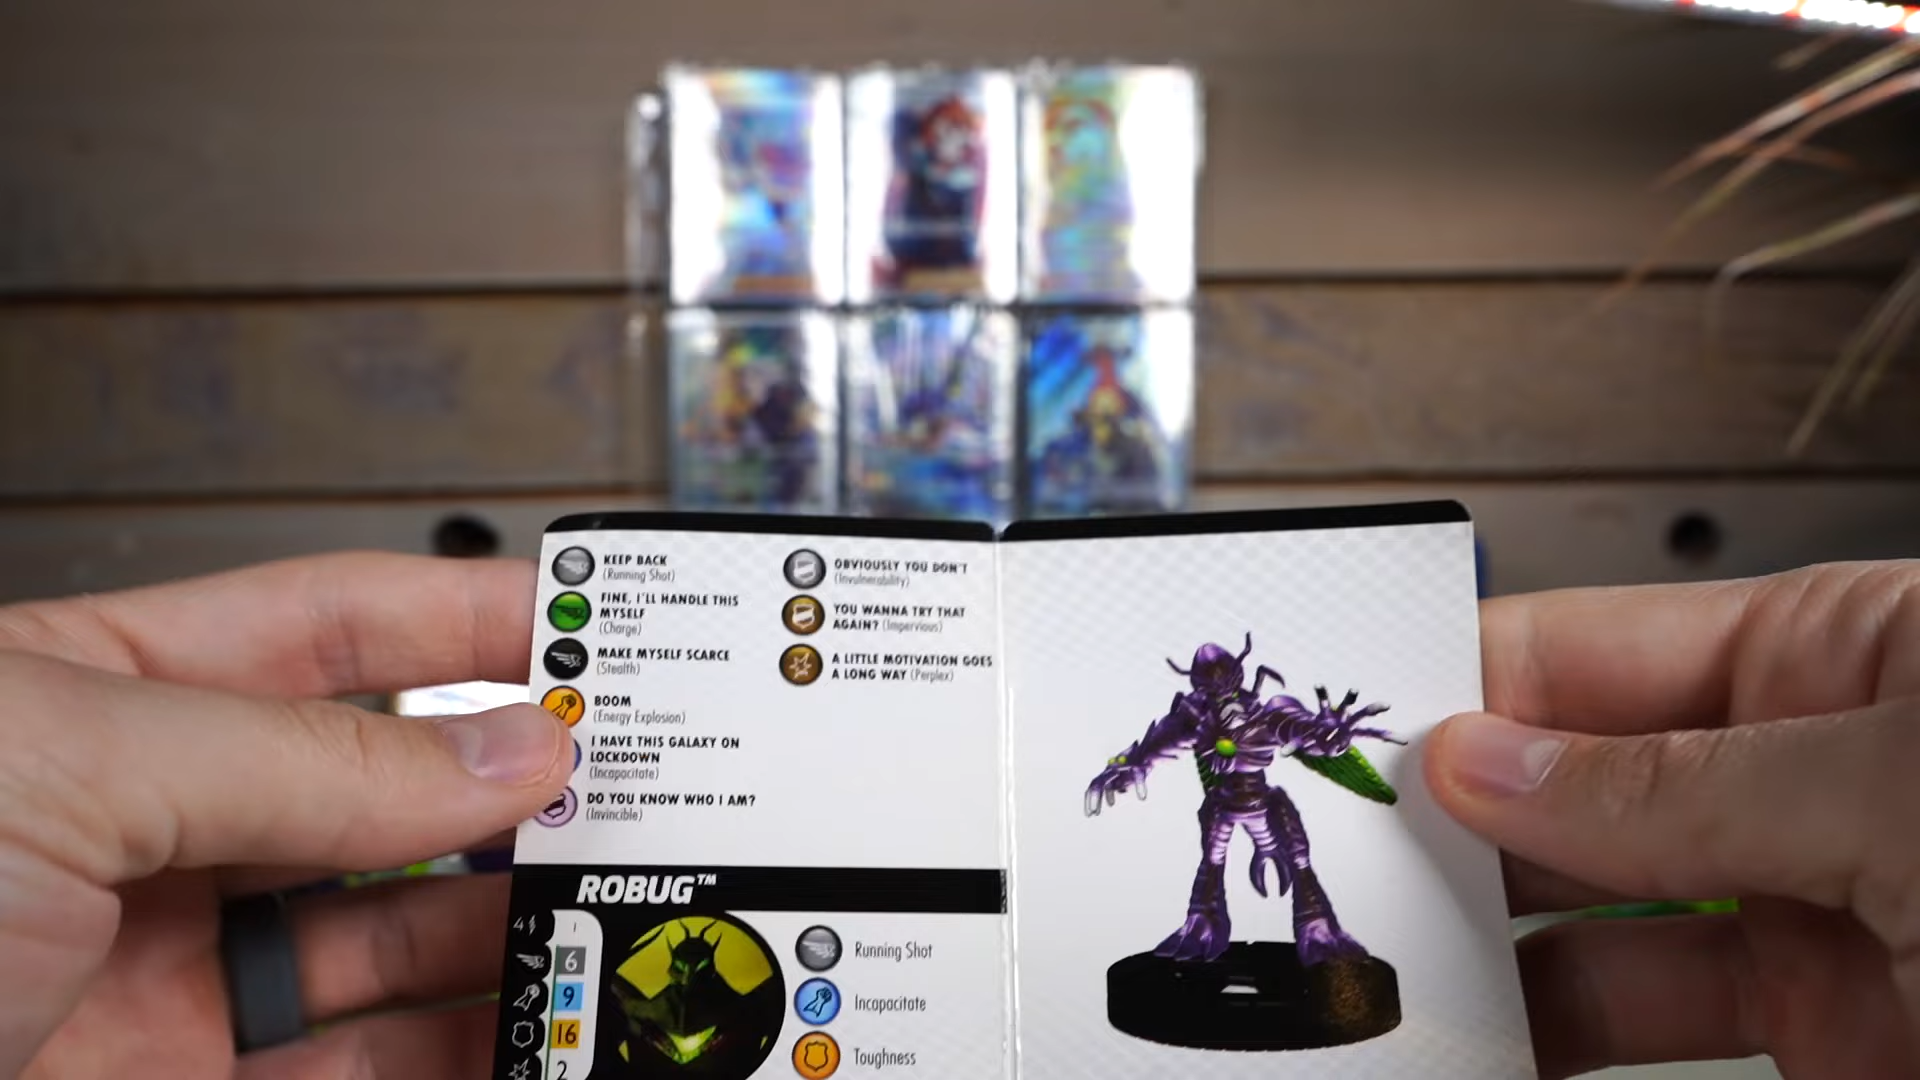 KEEP BACK
(Running Shot)
FINE, I'LL HANDLE THIS
MYSELF
(Charge)
MAKE MYSELF SCARCE
(Stealth)
BOOM
(Energy Explosion)
I HAVE THIS GALAXY ON
LOCKDOWN
(Incapacitate)
DO YOU KNOW WHO I AM?
(Invincible)
OBVIOUSLY YOU DON'T
(Invulnerability)
YOU WANNA TRY THAT
AGAIN? (Impervious)
A LITTLE MOTIVATION GOES
A LONG WAY (Perplex)
ROBUG™
4
1
6
9
16
2
Running Shot
Incapacitate
Toughness